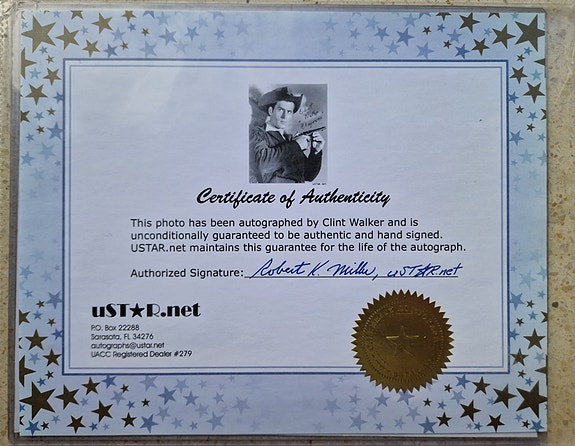 Certificate of Authenticity
This photo has been autographed by Clint Walker and is
unconditionally guaranteed to be authentic and hand signed.
USTAR.net maintains this guarantee for the life of the autograph.
Authorized Signature: Robert K. Miller, uSTAR.net
uST★R.net
P.O. Box 22288
Sarasota, FL 34276
autographs@ustar.net
UACC Registered Dealer #279